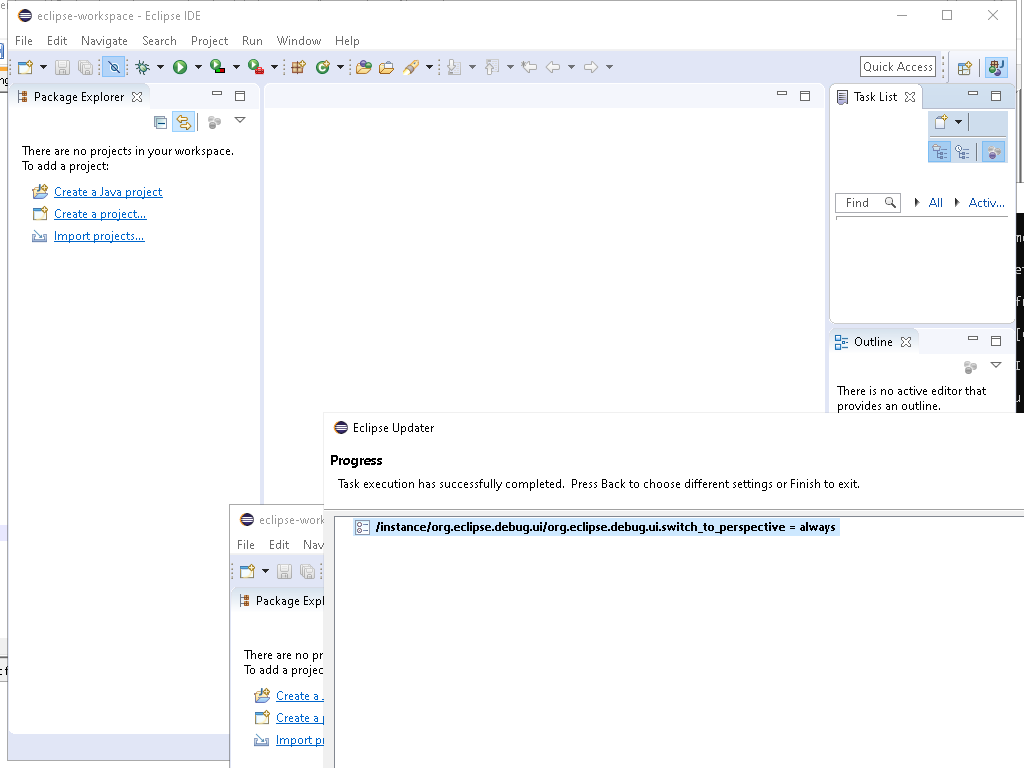 eclipse-workspace - Eclipse IDE
File Edit Navigate Search Project Run Window Help
Quick Access
Package Explorer
Task List
There are no projects in your workspace.
To add a project:
Create a Java project
Create a project...
Import projects...
Find
All
Activ...
Outline
There is no active editor that
provides an outline.
Eclipse Updater
Progress
Task execution has successfully completed. Press Back to choose different settings or Finish to exit.
/instance/org.eclipse.debug.ui/org.eclipse.debug.ui.switch_to_perspective = always
eclipse-work
File Edit Nav
Package Expl
There are no pr
To add a projec
Create a
Create a p
Import pr